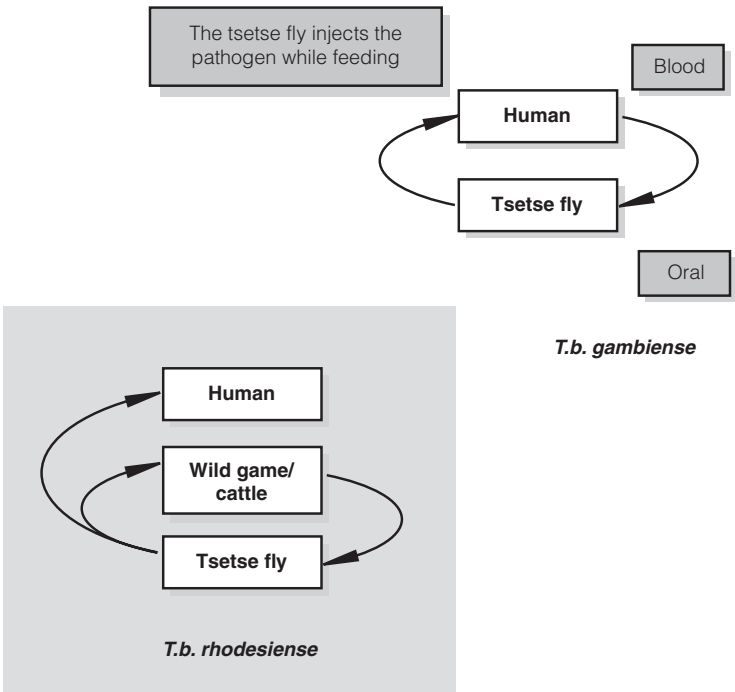 The tsetse fly injects the
pathogen while feeding
Blood
Human
Tsetse fly
Oral
T.b. gambiense
Human
Wild game/
cattle
Tsetse fly
T.b. rhodesiense